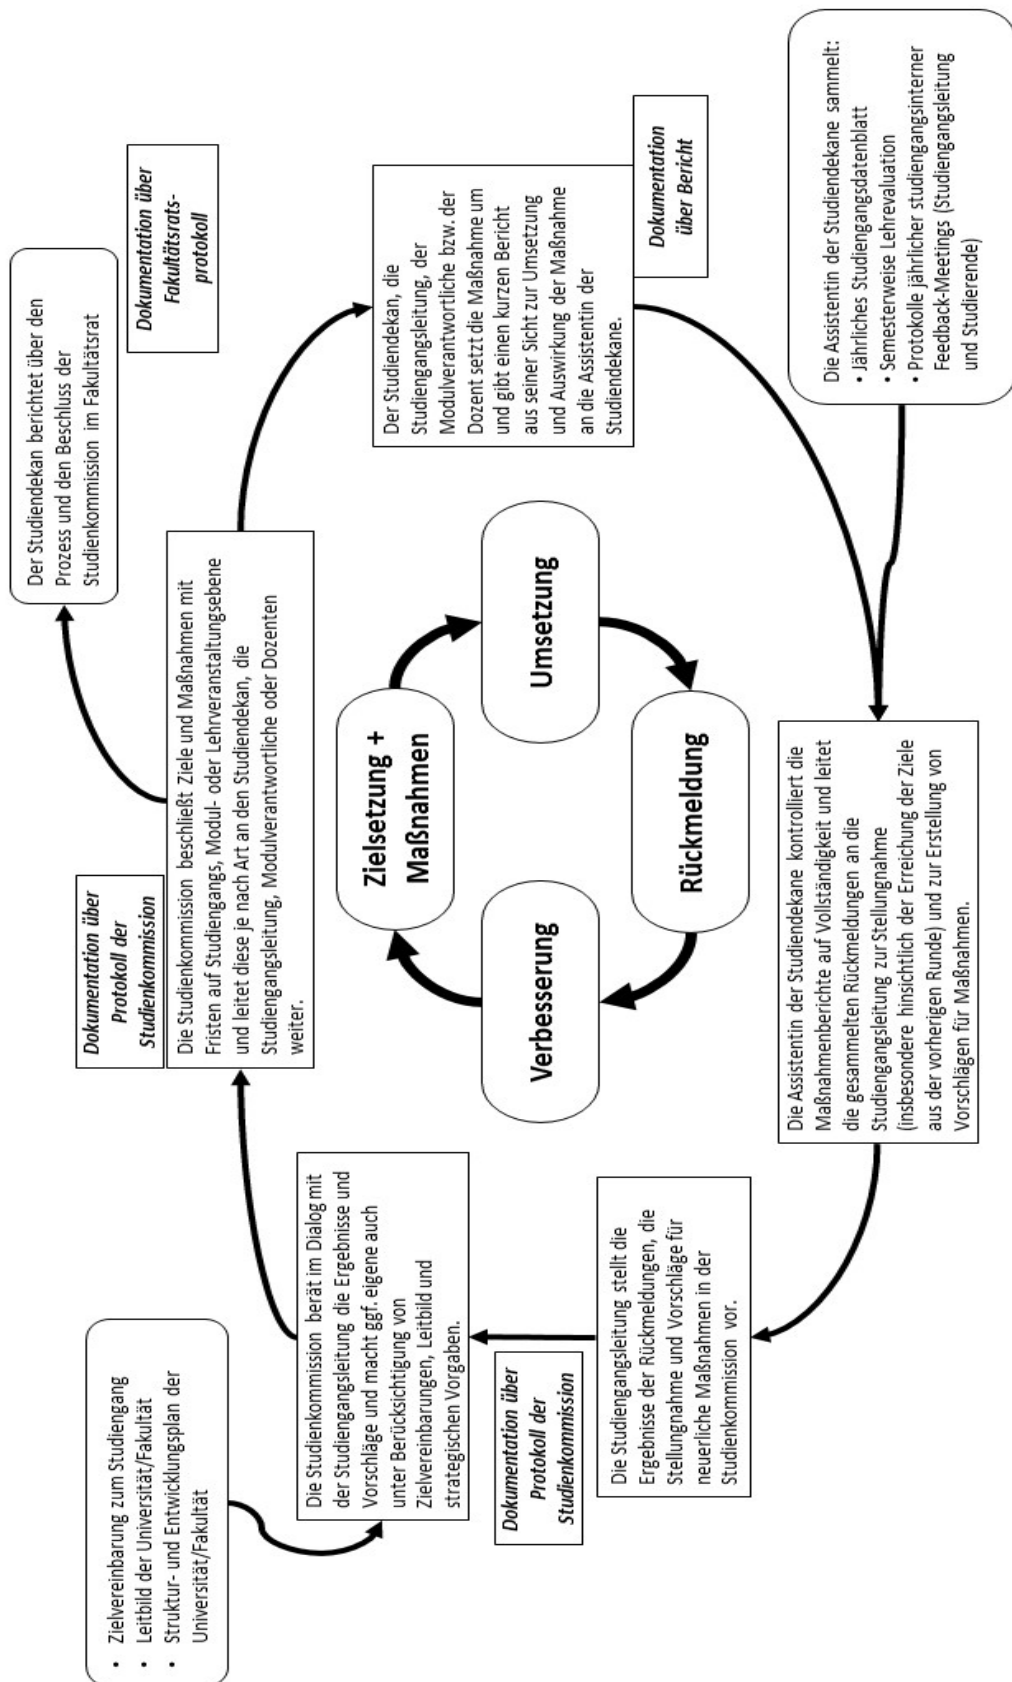 • Zielvereinbarung zum Studiengang
• Leitbild der Universität/Fakultät
• Struktur- und Entwicklungsplan der
Universität/Fakultät
Die Studienkommission berät im Dialog mit
der Studiengangsleitung die Ergebnisse und
Vorschläge und macht ggf. eigene auch
unter Berücksichtigung von
Zielvereinbarungen, Leitbild und
strategischen Vorgaben.
Dokumentation über
Protokoll der
Studienkommission
Die Studiengangsleitung stellt die
Ergebnisse der Rückmeldungen, die
Stellungnahme und Vorschläge für
neuerliche Maßnahmen in der
Studienkommission vor.
Dokumentation über
Protokoll der
Studienkommission
Die Studienkommission beschließt Ziele und Maßnahmen mit
Fristen auf Studiengangs, Modul- oder Lehrveranstaltungsebene
und leitet diese je nach Art an den Studiendekan, die
Studiengangsleitung, Modulverantwortliche oder Dozenten
weiter.
Zielsetzung +
Maßnahmen
Verbesserung
Umsetzung
Rückmeldung
Die Assistentin der Studiendekane kontrolliert die
Maßnahmenberichte auf Vollständigkeit und leitet
die gesammelten Rückmeldungen an die
Studiengangsleitung zur Stellungnahme
(insbesondere hinsichtlich der Erreichung der Ziele
aus der vorherigen Runde) und zur Erstellung von
Vorschlägen für Maßnahmen.
Der Studiendekan berichtet über den
Prozess und den Beschluss der
Studienkommission im Fakultätsrat
Dokumentation über
Fakultätsrats-
protokoll
Der Studiendekan, die
Studiengangsleitung, der
Modulverantwortliche bzw. der
Dozent setzt die Maßnahme um
und gibt einen kurzen Bericht
aus seiner Sicht zur Umsetzung
und Auswirkung der Maßnahme
an die Assistentin der
Studiendekane.
Dokumentation
über Bericht
Die Assistentin der Studiendekane sammelt:
• Jährliches Studiengangsdatenblatt
• Semesterweise Lehrevaluation
• Protokolle jährlicher studiengangsinterner
Feedback-Meetings (Studiengangsleitung
und Studierende)